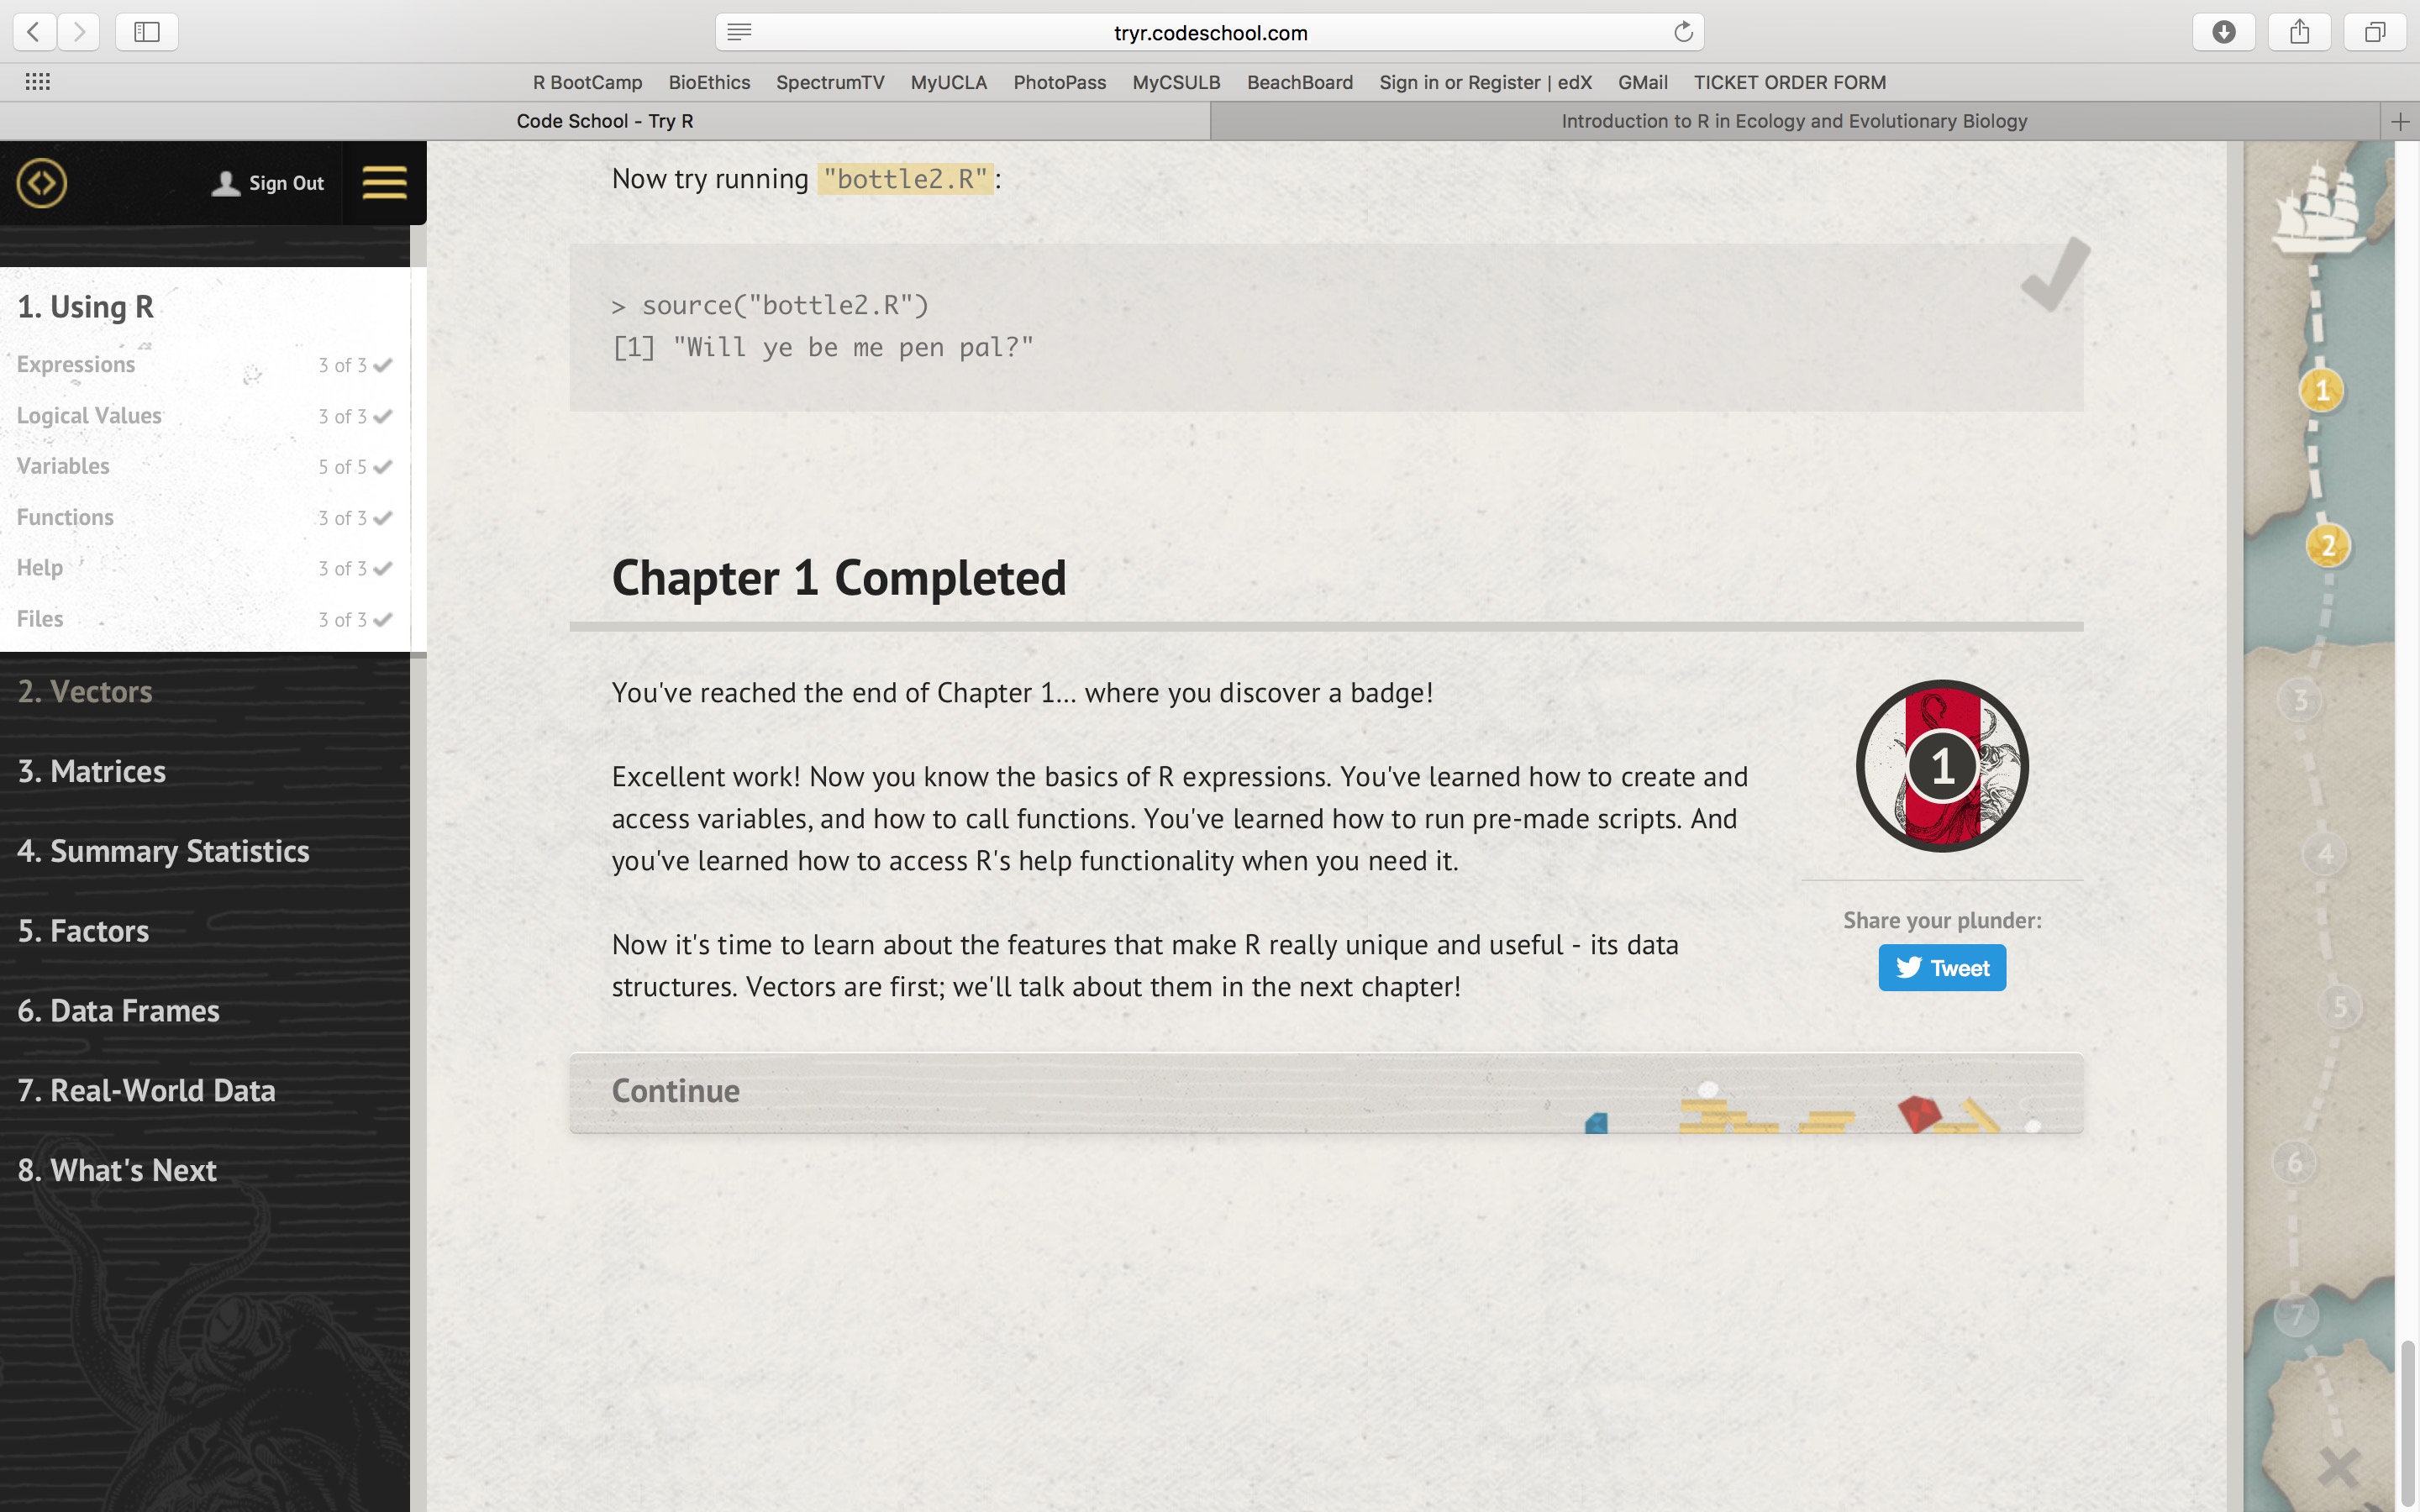 tryr.codeschool.com
R BootCamp BioEthics SpectrumTV MyUCLA PhotoPass MyCSULB BeachBoard Sign in or Register | edX GMail TICKET ORDER FORM
Code School - Try R
Introduction to R in Ecology and Evolutionary Biology
Sign Out
1. Using R
Expressions 3 of 3
Logical Values 3 of 3
Variables 5 of 5
Functions 3 of 3
Help 3 of 3
Files 3 of 3
2. Vectors
3. Matrices
4. Summary Statistics
5. Factors
6. Data Frames
7. Real-World Data
8. What's Next
Now try running "bottle2.R":
> source("bottle2.R")
[1] "Will ye be me pen pal?"
Chapter 1 Completed
You've reached the end of Chapter 1... where you discover a badge!
Excellent work! Now you know the basics of R expressions. You've learned how to create and
access variables, and how to call functions. You've learned how to run pre-made scripts. And
you've learned how to access R's help functionality when you need it.
Now it's time to learn about the features that make R really unique and useful - its data
structures. Vectors are first; we'll talk about them in the next chapter!
1
Share your plunder:
Tweet
Continue
1
2
3
4
5
6
7